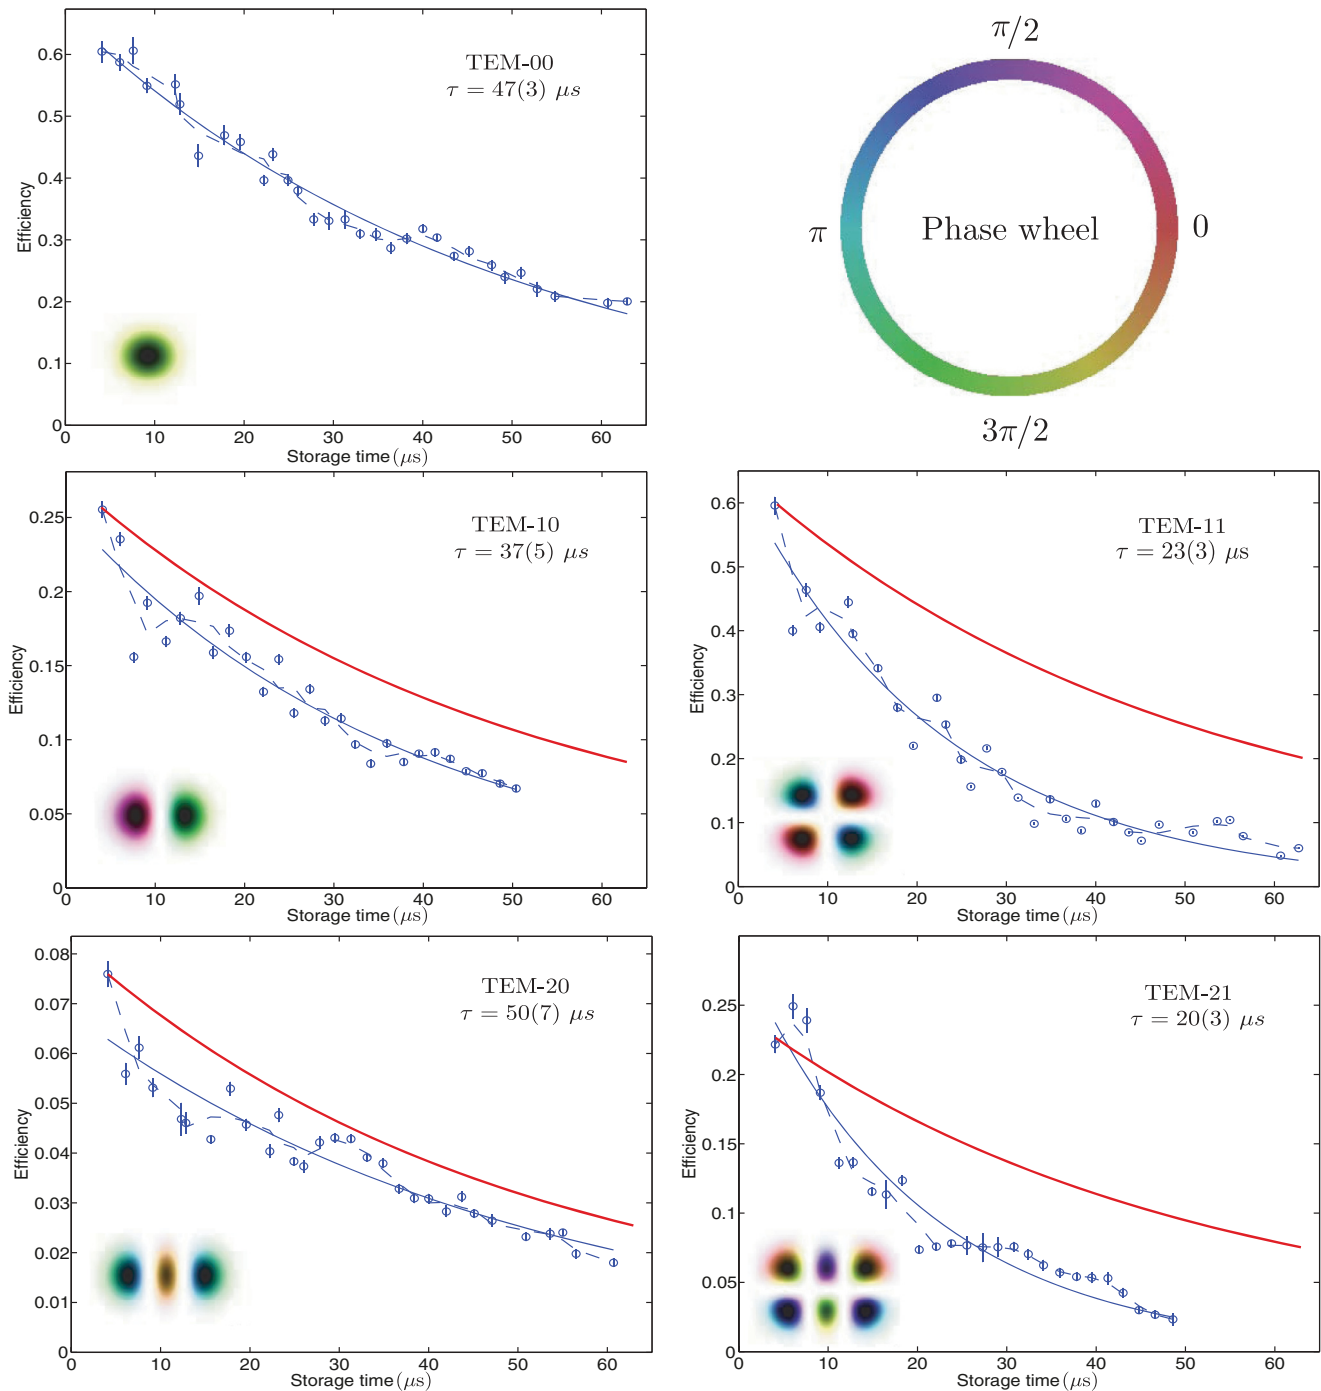 TEM-00
τ = 47(3) μs
Efficiency
0.6
0.5
0.4
0.3
0.2
0.1
0
0 10 20 30 40 50 60
Storage time (μs)
π/2
π
Phase wheel
0
3π/2
TEM-10
τ = 37(5) μs
Efficiency
0.25
0.2
0.15
0.1
0.05
0
0 10 20 30 40 50 60
Storage time (μs)
TEM-11
τ = 23(3) μs
Efficiency
0.6
0.5
0.4
0.3
0.2
0.1
0
0 10 20 30 40 50 60
Storage time (μs)
TEM-20
τ = 50(7) μs
Efficiency
0.08
0.07
0.06
0.05
0.04
0.03
0.02
0.01
0
0 10 20 30 40 50 60
Storage time (μs)
TEM-21
τ = 20(3) μs
Efficiency
0.25
0.2
0.15
0.1
0.05
0
0 10 20 30 40 50 60
Storage time (μs)